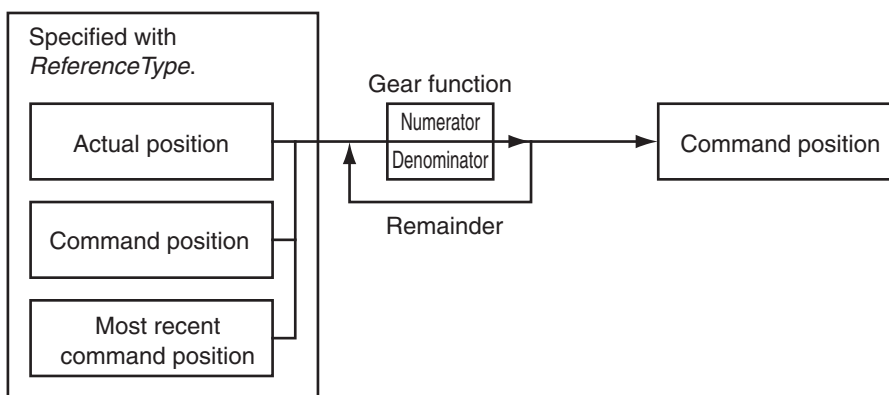 Specified with
ReferenceType.
Actual position
Command position
Most recent
command position
Gear function
Numerator
Denominator
Remainder
Command position